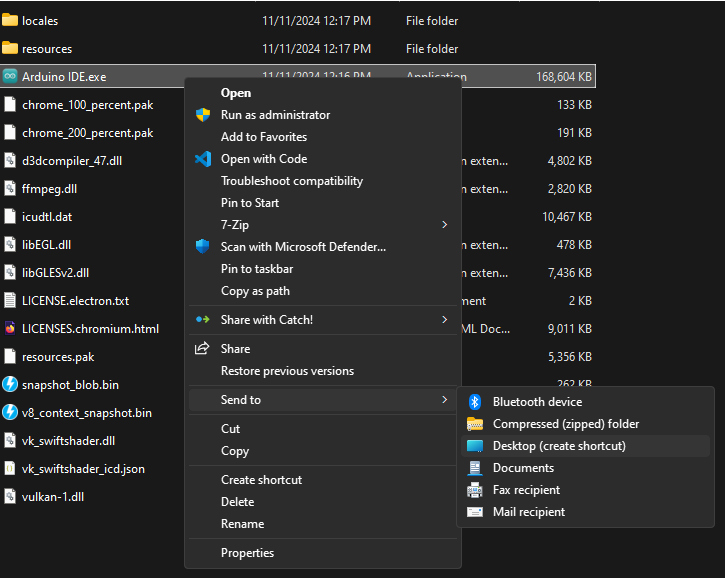 locales 11/11/2024 12:17 PM File folder
resources 11/11/2024 12:17 PM File folder
Arduino IDE.exe 11/11/2024 12:16 PM Application 168,604 KB
chrome_100_percent.pak 133 KB
chrome_200_percent.pak 191 KB
d3dcompiler_47.dll n exten... 4,802 KB
ffmpeg.dll n exten... 2,820 KB
icudtl.dat 10,467 KB
libEGL.dll n exten... 478 KB
libGLESv2.dll n exten... 7,436 KB
LICENSE.electron.txt ment 2 KB
LICENSES.chromium.html ML Doc... 9,011 KB
resources.pak 5,356 KB
snapshot_blob.bin 262 KB
v8_context_snapshot.bin
vk_swiftshader.dll
vk_swiftshader_icd.json
vulkan-1.dll
Open
Run as administrator
Add to Favorites
Open with Code
Troubleshoot compatibility
Pin to Start
7-Zip
Scan with Microsoft Defender...
Pin to taskbar
Copy as path
Share with Catch!
Share
Restore previous versions
Send to
Cut
Copy
Create shortcut
Delete
Rename
Properties
Bluetooth device
Compressed (zipped) folder
Desktop (create shortcut)
Documents
Fax recipient
Mail recipient